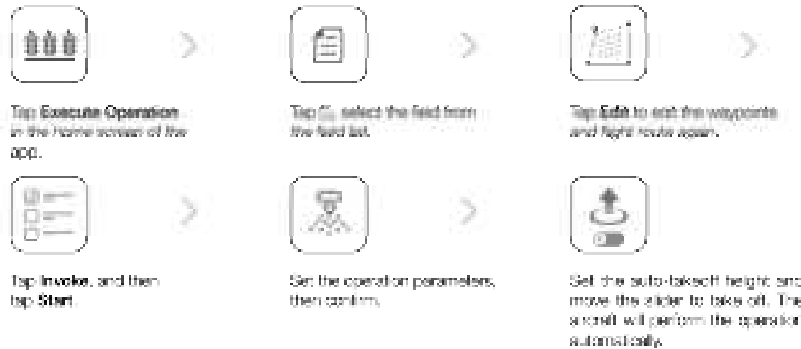 Tap Execute Operation
in the home screen of the
app.
Tap select the field from
the field list.
Tap Edit to edit the waypoints
and flight route again.
Tap Invoke, and then
tap Start.
Set the operation parameters,
then confirm.
Set the auto-takeoff height and
move the slider to take off. The
aircraft will perform the operation
automatically.